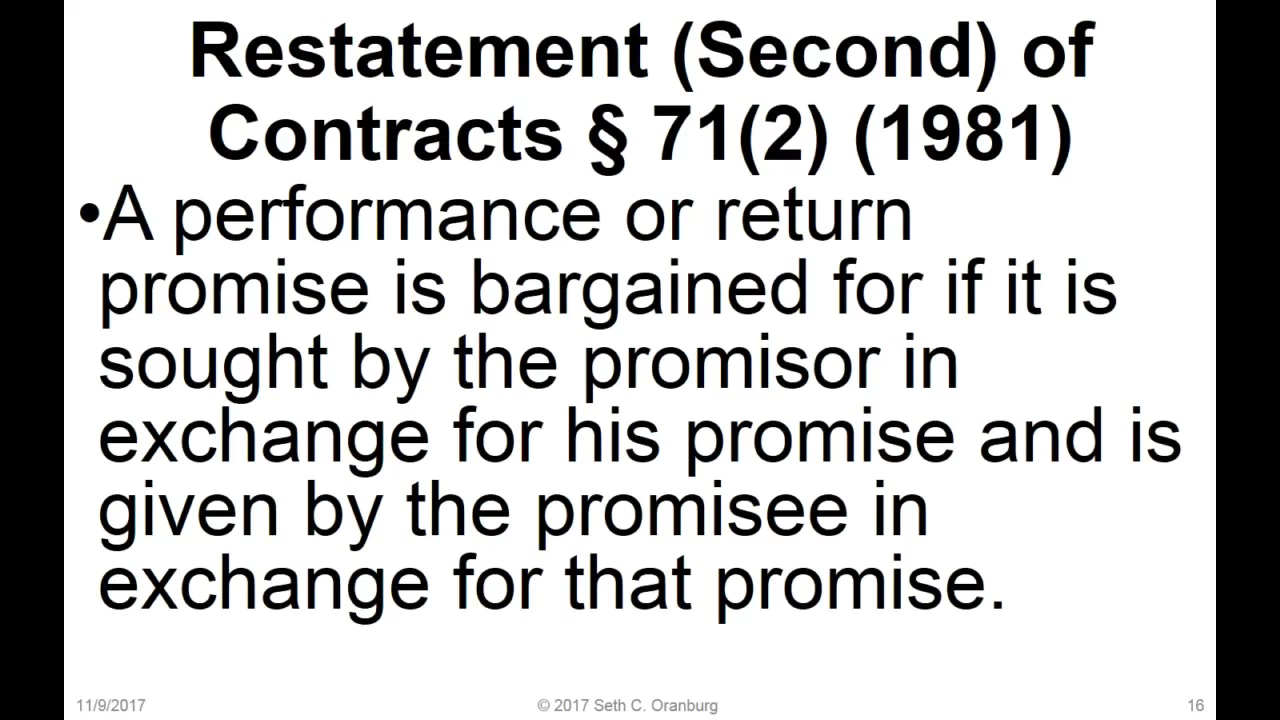 Restatement (Second) of
Contracts § 71(2) (1981)
•A performance or return
promise is bargained for if it is
sought by the promisor in
exchange for his promise and is
given by the promisee in
exchange for that promise.
11/9/2017
© 2017 Seth C. Oranburg
16